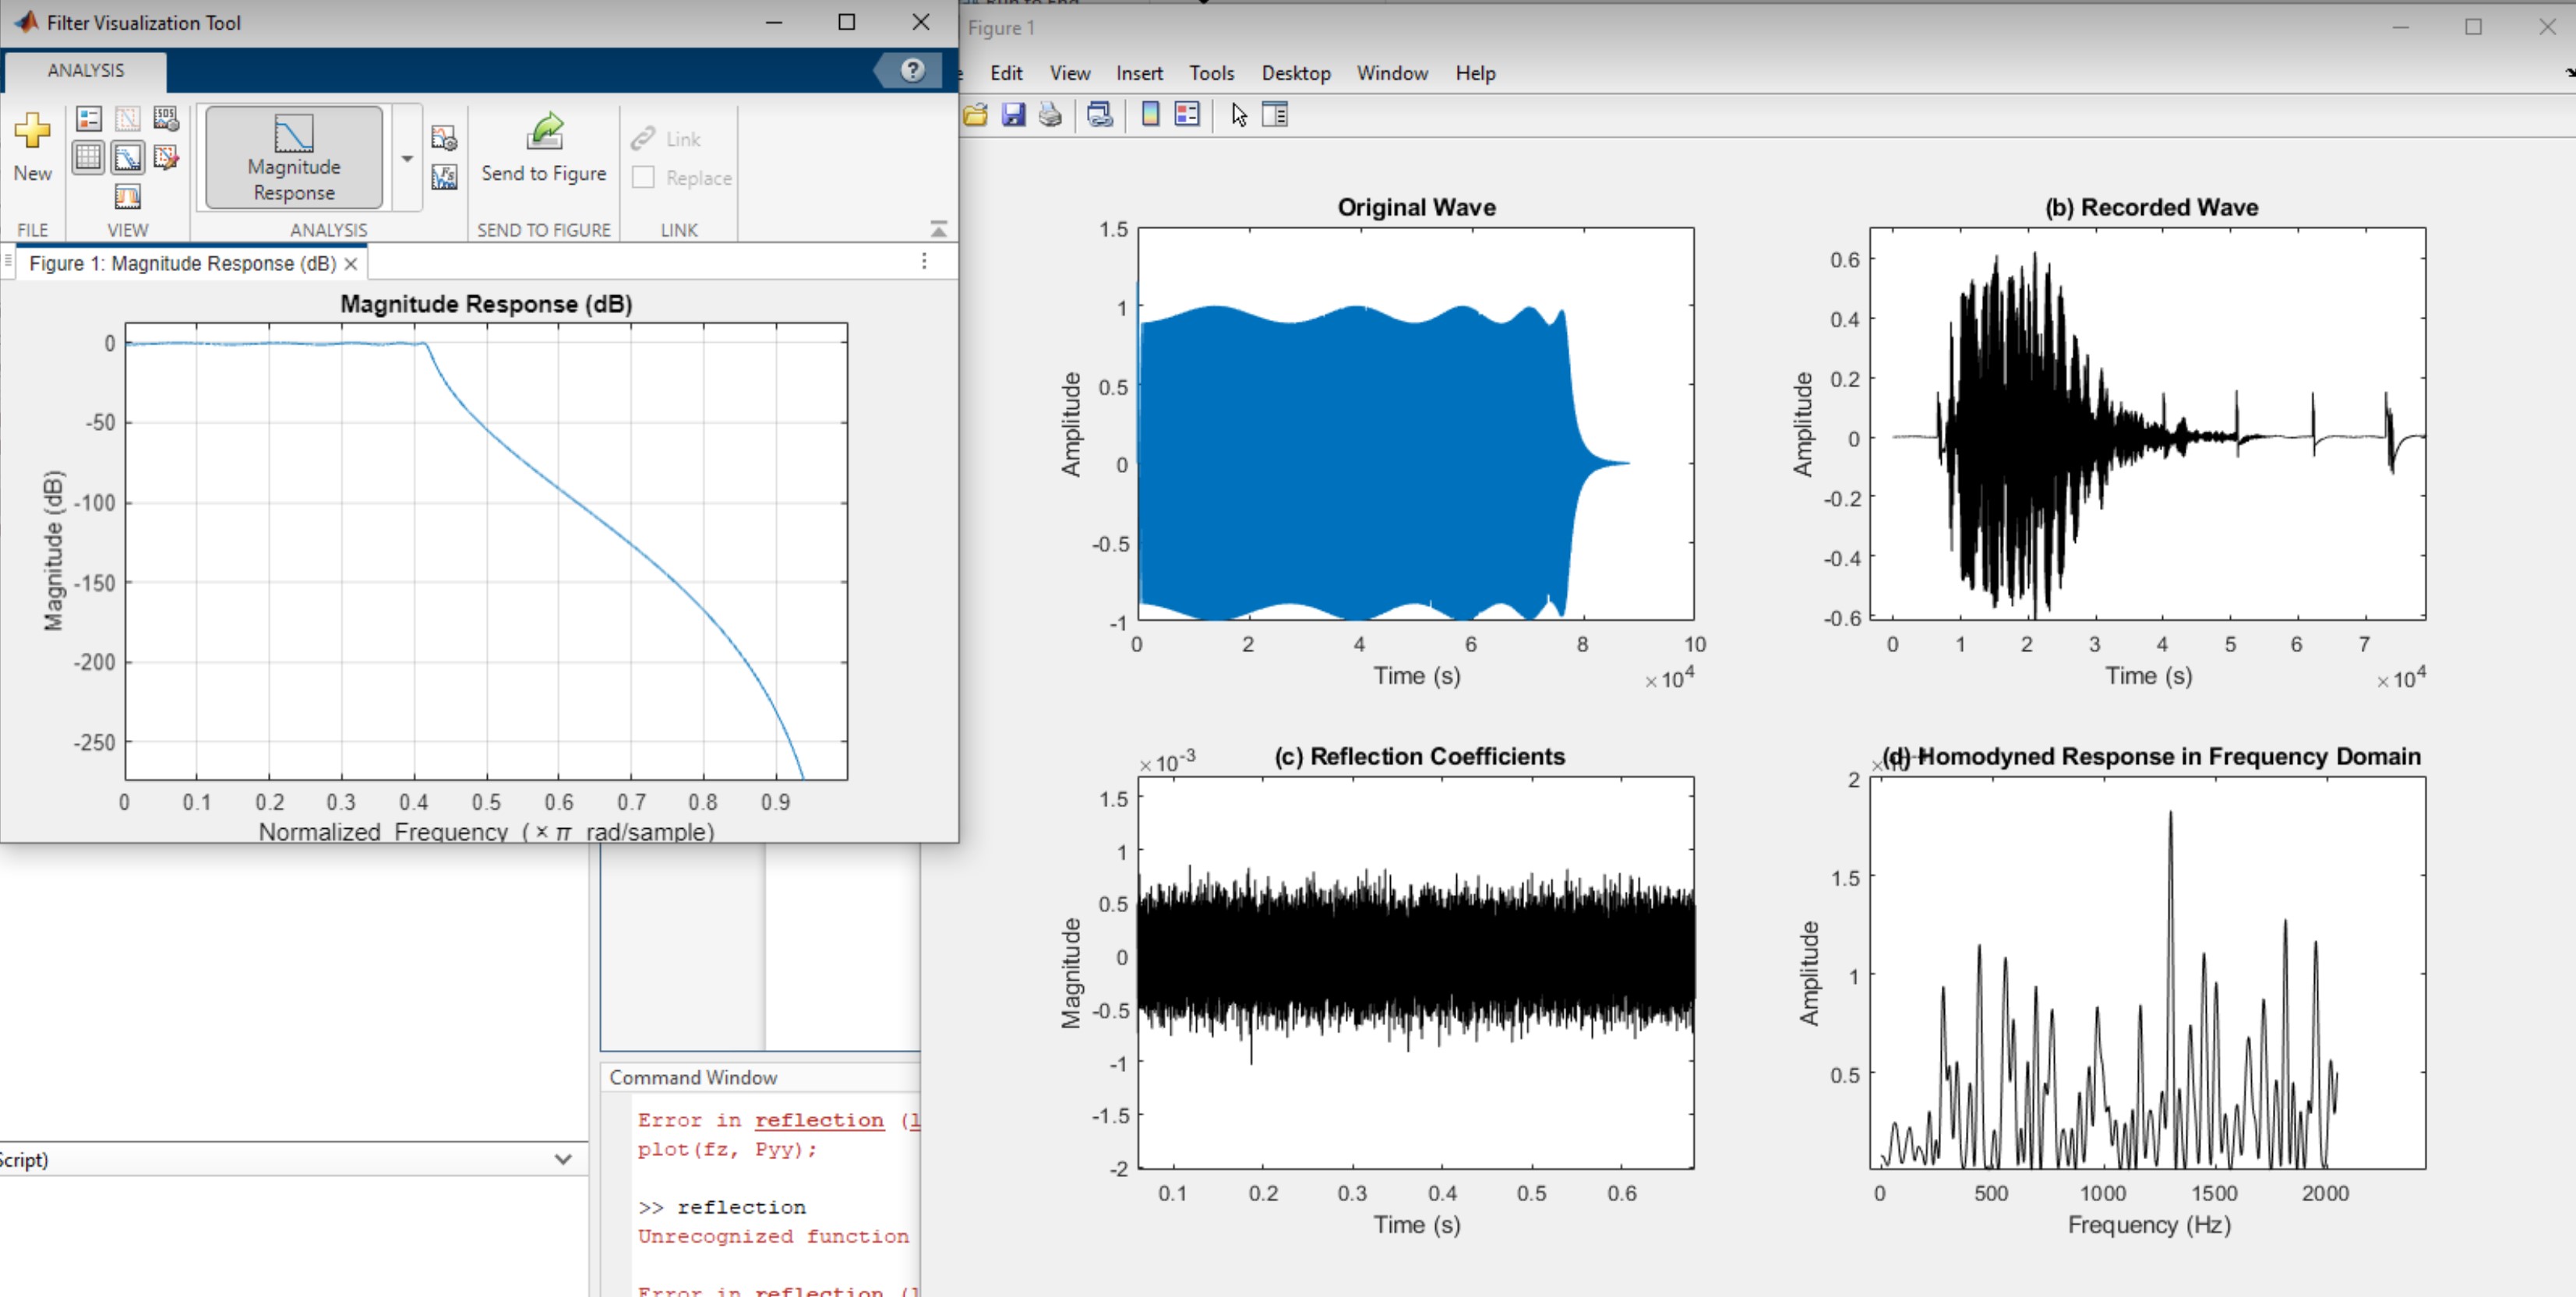 Filter Visualization Tool
ANALYSIS
?
New
Magnitude
Response
Send to Figure
Link
Replace
FILE
VIEW
ANALYSIS
SEND TO FIGURE
LINK
Figure 1: Magnitude Response (dB)
Magnitude Response (dB)
0
-50
-100
-150
-200
-250
Magnitude (dB)
0 0.1 0.2 0.3 0.4 0.5 0.6 0.7 0.8 0.9
Normalized Frequency (×π rad/sample)
Figure 1
Edit View Insert Tools Desktop Window Help
Original Wave
1.5
1
0.5
0
-0.5
-1
Amplitude
0 2 4 6 8 10
Time (s)
×10^4
(b) Recorded Wave
0.6
0.4
0.2
0
-0.2
-0.4
-0.6
Amplitude
0 1 2 3 4 5 6 7
Time (s)
×10^4
(c) Reflection Coefficients
×10^-3
1.5
1
0.5
0
-0.5
-1
-1.5
-2
Magnitude
0.1 0.2 0.3 0.4 0.5 0.6
Time (s)
(d) Homodyned Response in Frequency Domain
2
1.5
1
0.5
Amplitude
0 500 1000 1500 2000
Frequency (Hz)
Command Window
Error in reflection (
plot(fz, Pyy);
>> reflection
Unrecognized function
Error in reflection (
Script)